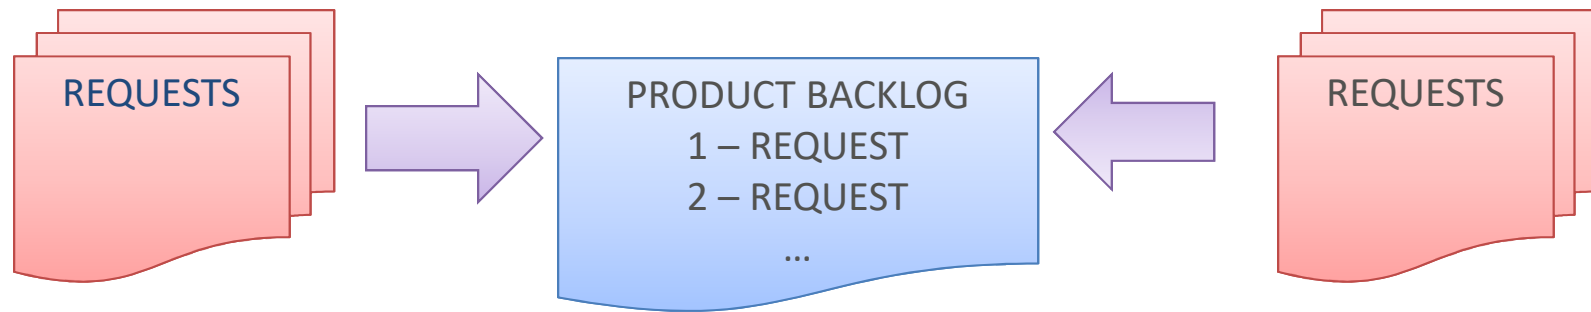 REQUESTS
PRODUCT BACKLOG
1 – REQUEST
2 – REQUEST
…
REQUESTS